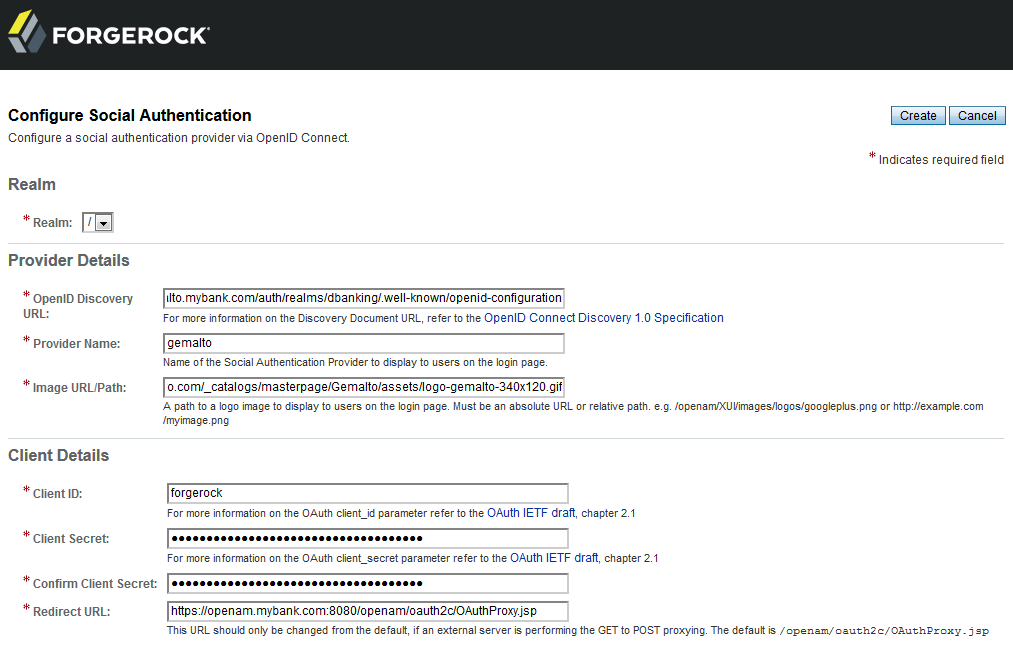 FORGEROCK
Configure Social Authentication
Create Cancel
Configure a social authentication provider via OpenID Connect.
* Indicates required field
Realm
* Realm: /
Provider Details
* OpenID Discovery URL:
lto.mybank.com/auth/realms/dbanking/.well-known/openid-configuration
For more information on the Discovery Document URL, refer to the OpenID Connect Discovery 1.0 Specification
* Provider Name: gemalto
Name of the Social Authentication Provider to display to users on the login page.
* Image URL/Path: o.com/_catalogs/masterpage/Gemalto/assets/logo-gemalto-340x120.gif
A path to a logo image to display to users on the login page. Must be an absolute URL or relative path. e.g. /openam/XUI/images/logos/googleplus.png or http://example.com
/myimage.png
Client Details
* Client ID: forgerock
For more information on the OAuth client_id parameter refer to the OAuth IETF draft, chapter 2.1
* Client Secret: ●●●●●●●●●●●●●●●●●●●●●●●●●●●●●●●●●●●●
For more information on the OAuth client_secret parameter refer to the OAuth IETF draft, chapter 2.1
* Confirm Client Secret: ●●●●●●●●●●●●●●●●●●●●●●●●●●●●●●●●●●●●
* Redirect URL: https://openam.mybank.com:8080/openam/oauth2c/OAuthProxy.jsp
This URL should only be changed from the default, if an external server is performing the GET to POST proxying. The default is /openam/oauth2c/OAuthProxy.jsp